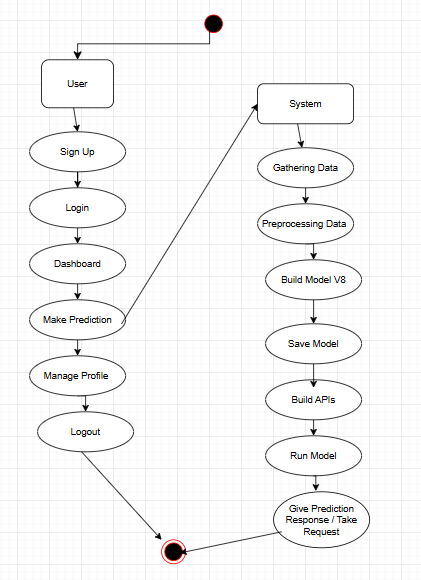 User
Sign Up
Login
Dashboard
Make Prediction
Manage Profile
Logout
System
Gathering Data
Preprocessing Data
Build Model V8
Save Model
Build APIs
Run Model
Give Prediction
Response / Take
Request